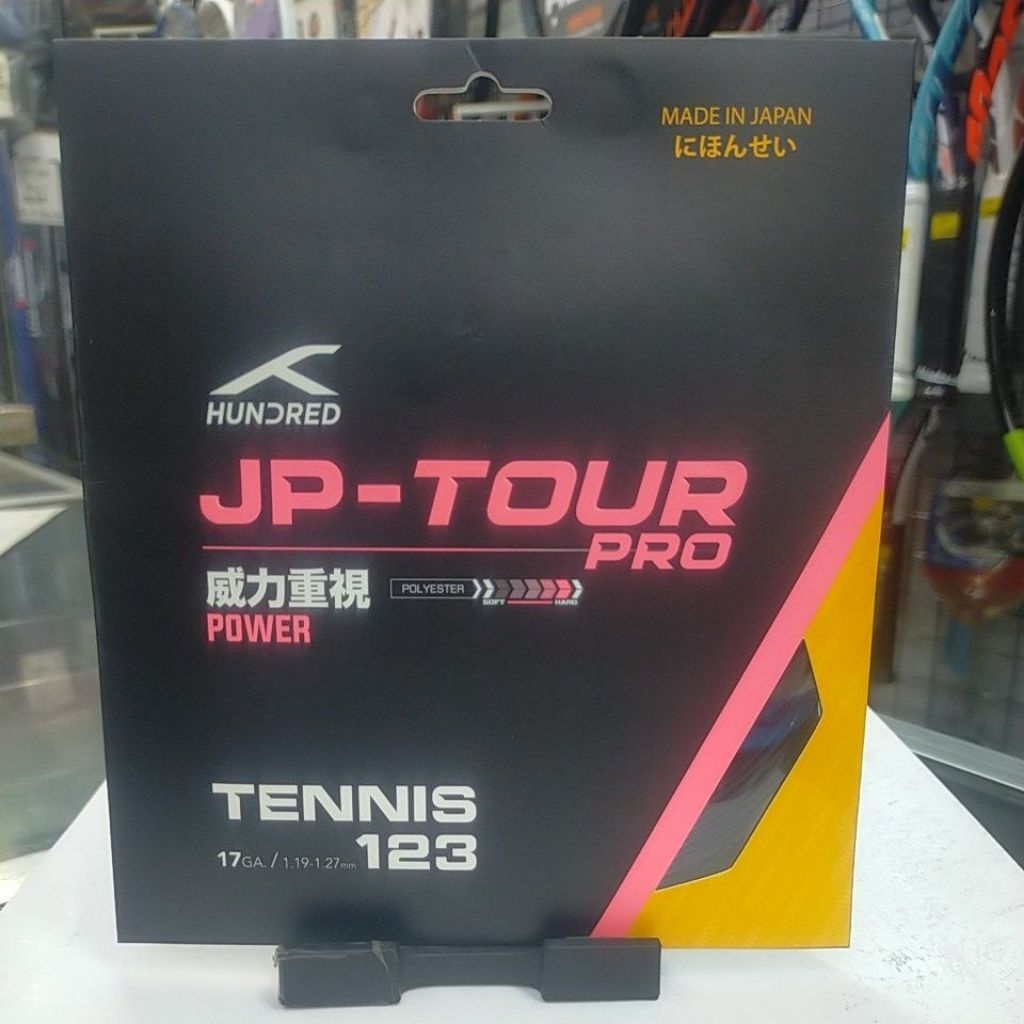 MADE IN JAPAN
にほんせい
HUNDRED
JP-TOUR
PRO
威力重視
POLYESTER
SOFT HARD
POWER
TENNIS
17GA. / 1.19-1.27mm 123